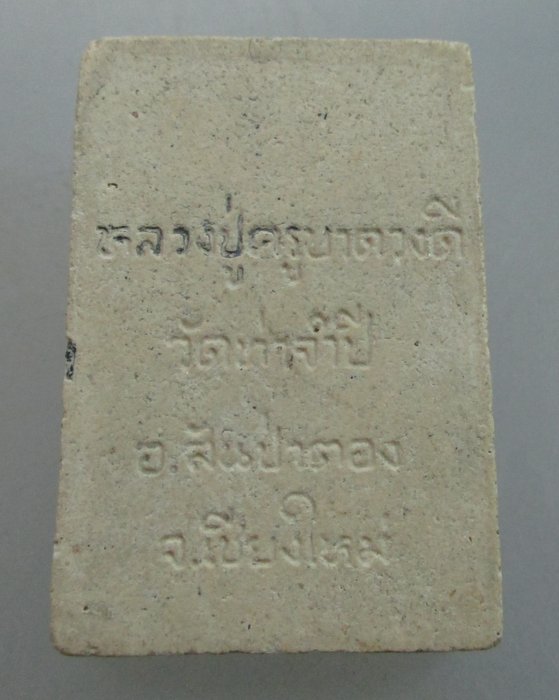 หลวงปู่ครูบาดวงดี
วัดท่าจำปี
อ.สันป่าตอง
จ.เชียงใหม่